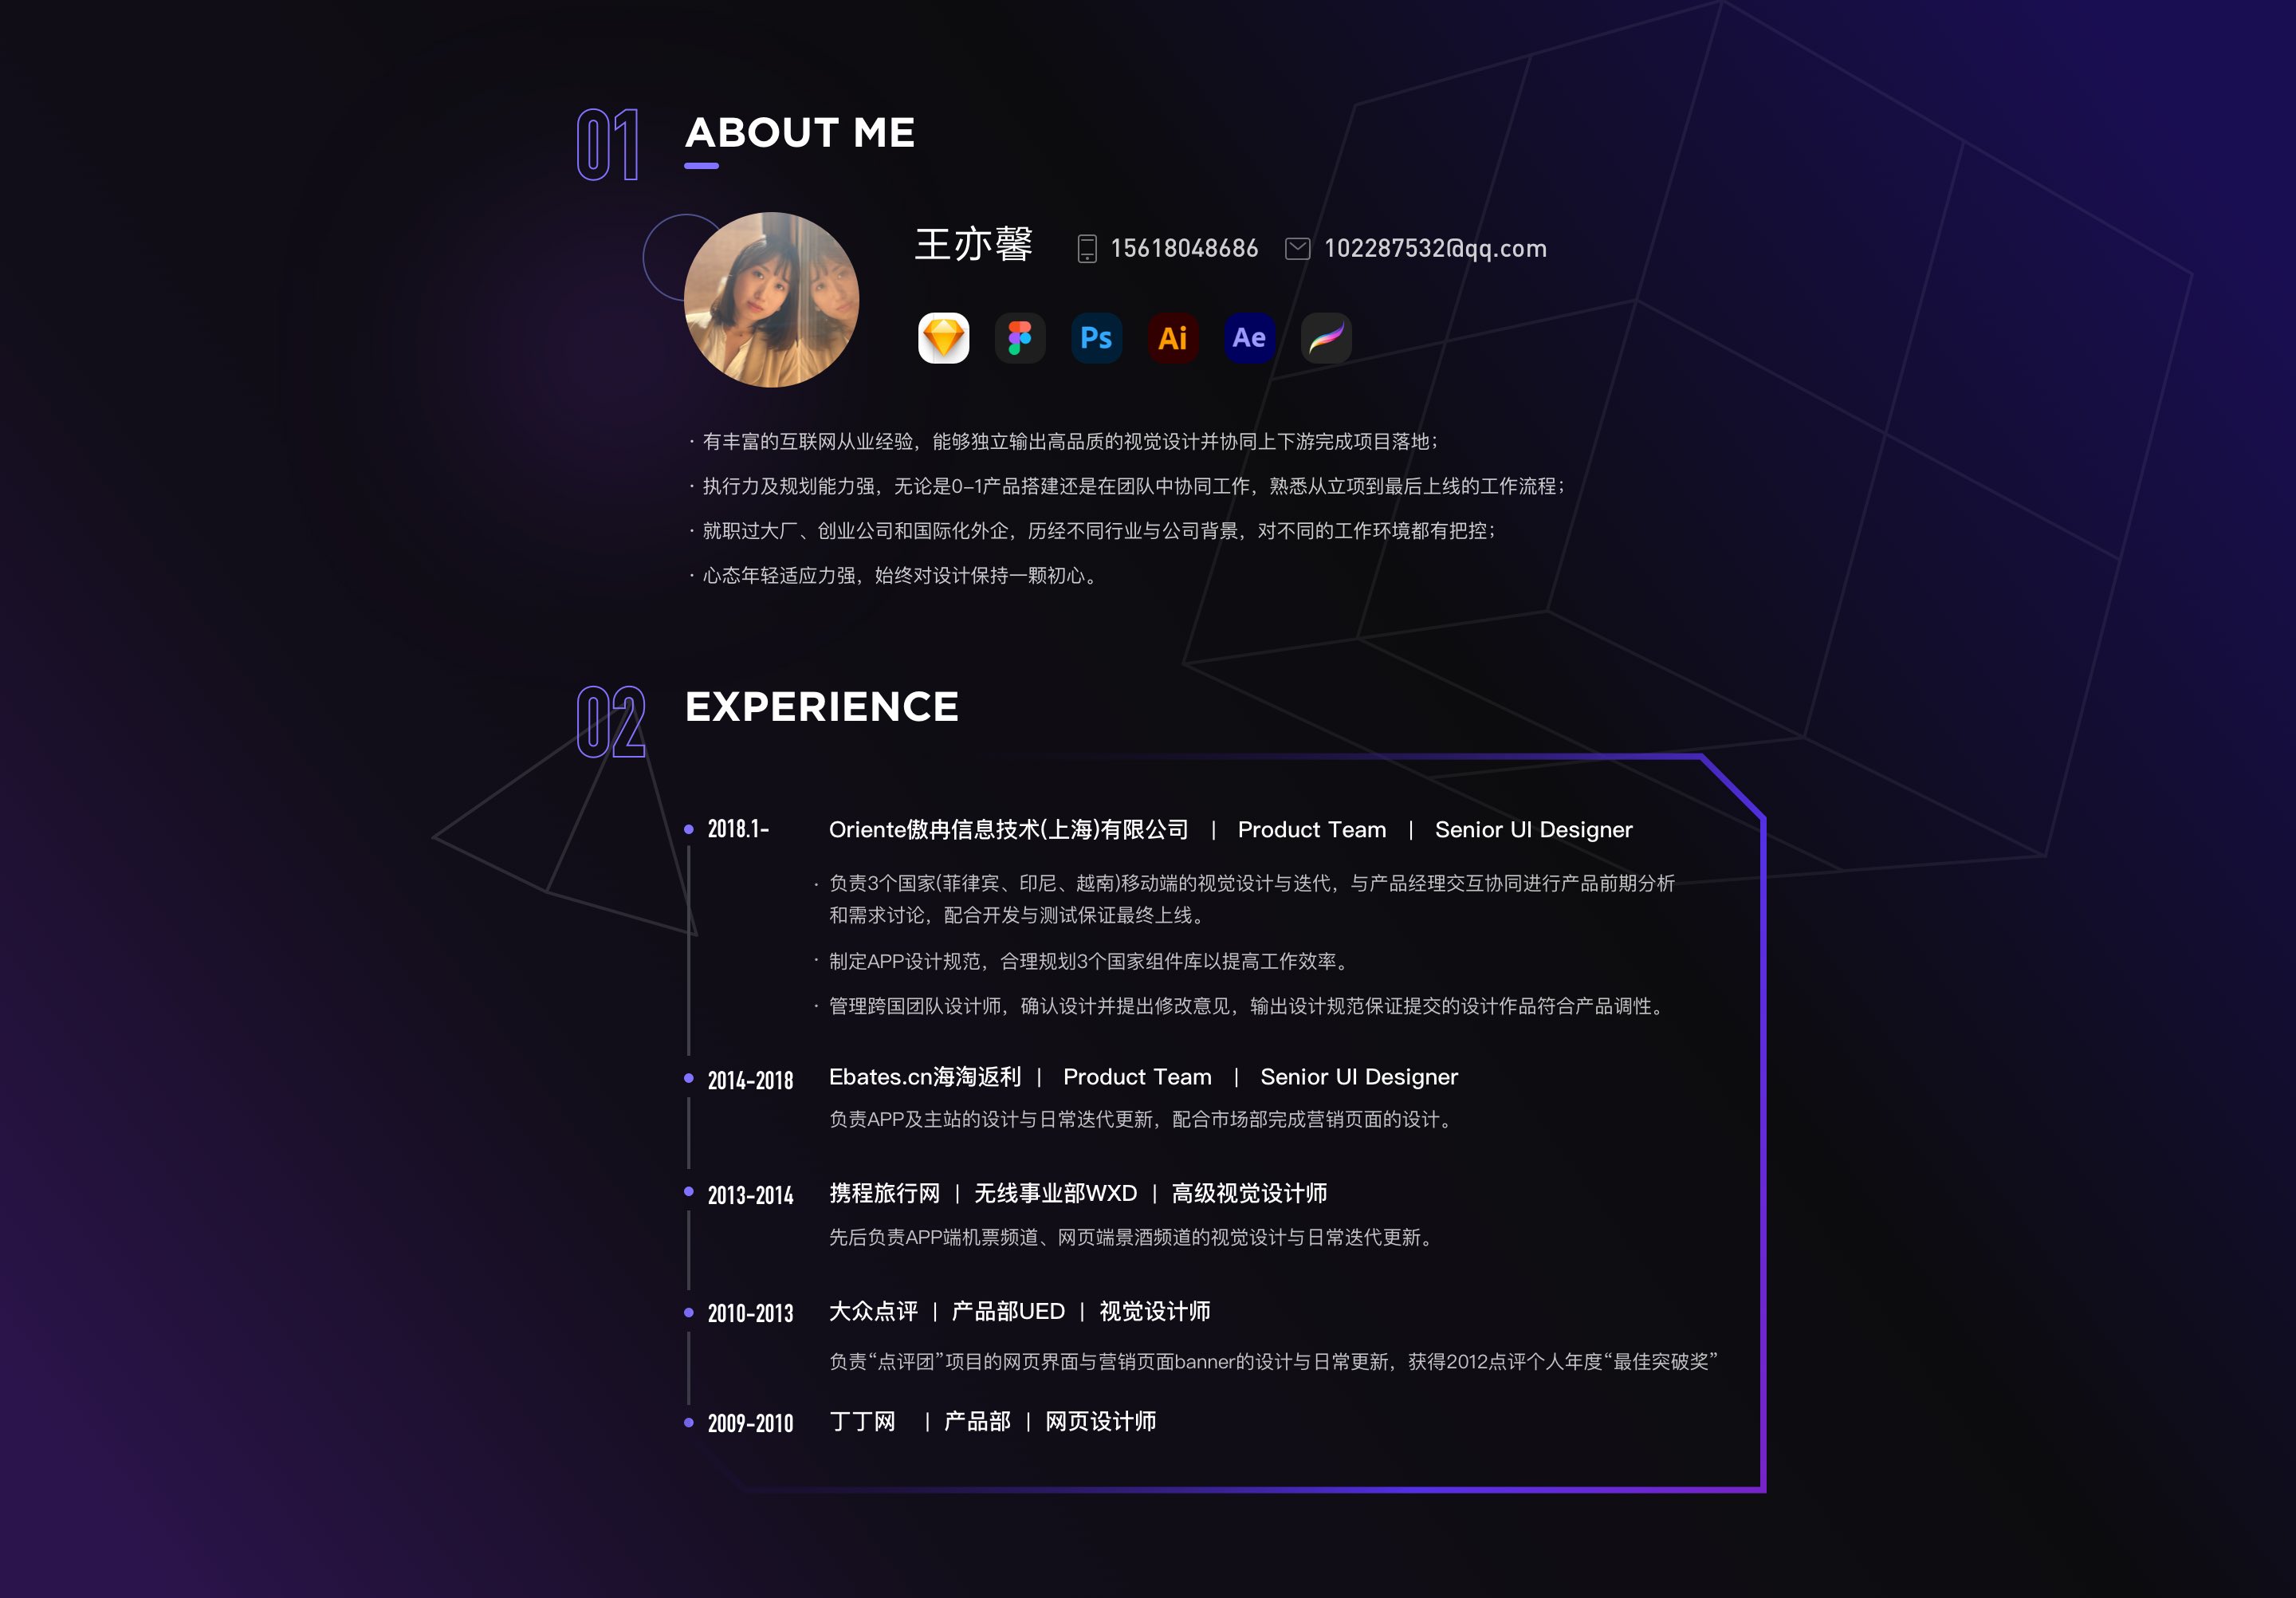 01
ABOUT ME
王亦馨
15618048686
102287532@qq.com
Ps
Ai
Ae
· 有丰富的互联网从业经验，能够独立输出高品质的视觉设计并协同上下游完成项目落地；
· 执行力及规划能力强，无论是0-1产品搭建还是在团队中协同工作，熟悉从立项到最后上线的工作流程；
· 就职过大厂、创业公司和国际化外企，历经不同行业与公司背景，对不同的工作环境都有把控；
· 心态年轻适应力强，始终对设计保持一颗初心。
02
EXPERIENCE
2018.1- Oriente傲冉信息技术(上海)有限公司 | Product Team | Senior UI Designer
· 负责3个国家(菲律宾、印尼、越南)移动端的视觉设计与迭代，与产品经理交互协同进行产品前期分析
和需求讨论，配合开发与测试保证最终上线。
· 制定APP设计规范，合理规划3个国家组件库以提高工作效率。
· 管理跨国团队设计师，确认设计并提出修改意见，输出设计规范保证提交的设计作品符合产品调性。
2014-2018 Ebates.cn海淘返利 | Product Team | Senior UI Designer
负责APP及主站的设计与日常迭代更新，配合市场部完成营销页面的设计。
2013-2014 携程旅行网 | 无线事业部WXD | 高级视觉设计师
先后负责APP端机票频道、网页端景酒频道的视觉设计与日常迭代更新。
2010-2013 大众点评 | 产品部UED | 视觉设计师
负责“点评团”项目的网页界面与营销页面banner的设计与日常更新，获得2012点评个人年度“最佳突破奖”
2009-2010 丁丁网 | 产品部 | 网页设计师